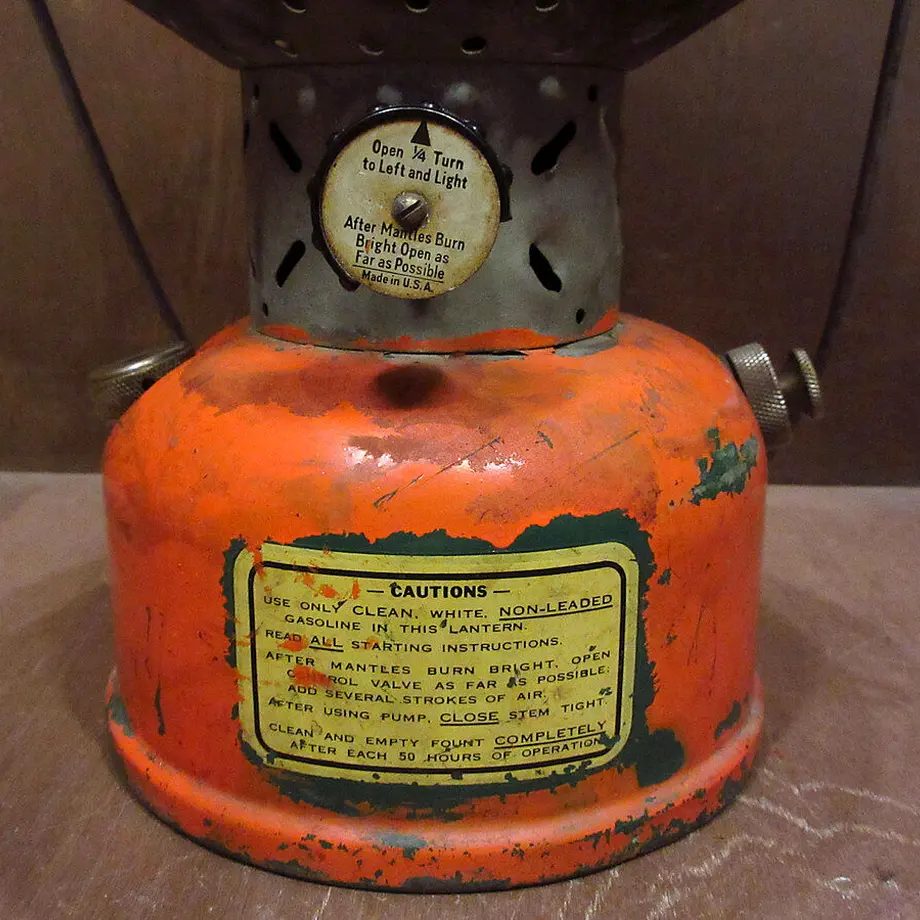 Open ¼ Turn
to Left and Light
After Mantles Burn
Bright Open as
Far as Possible
Made in U.S.A.
— CAUTIONS —
USE ONLY CLEAN, WHITE, NON-LEADED
GASOLINE IN THIS LANTERN.
READ ALL STARTING INSTRUCTIONS.
AFTER MANTLES BURN BRIGHT, OPEN
CONTROL VALVE AS FAR AS POSSIBLE;
ADD SEVERAL STROKES OF AIR.
AFTER USING PUMP, CLOSE STEM TIGHT.
CLEAN AND EMPTY FOUNT COMPLETELY
AFTER EACH 50 HOURS OF OPERATION